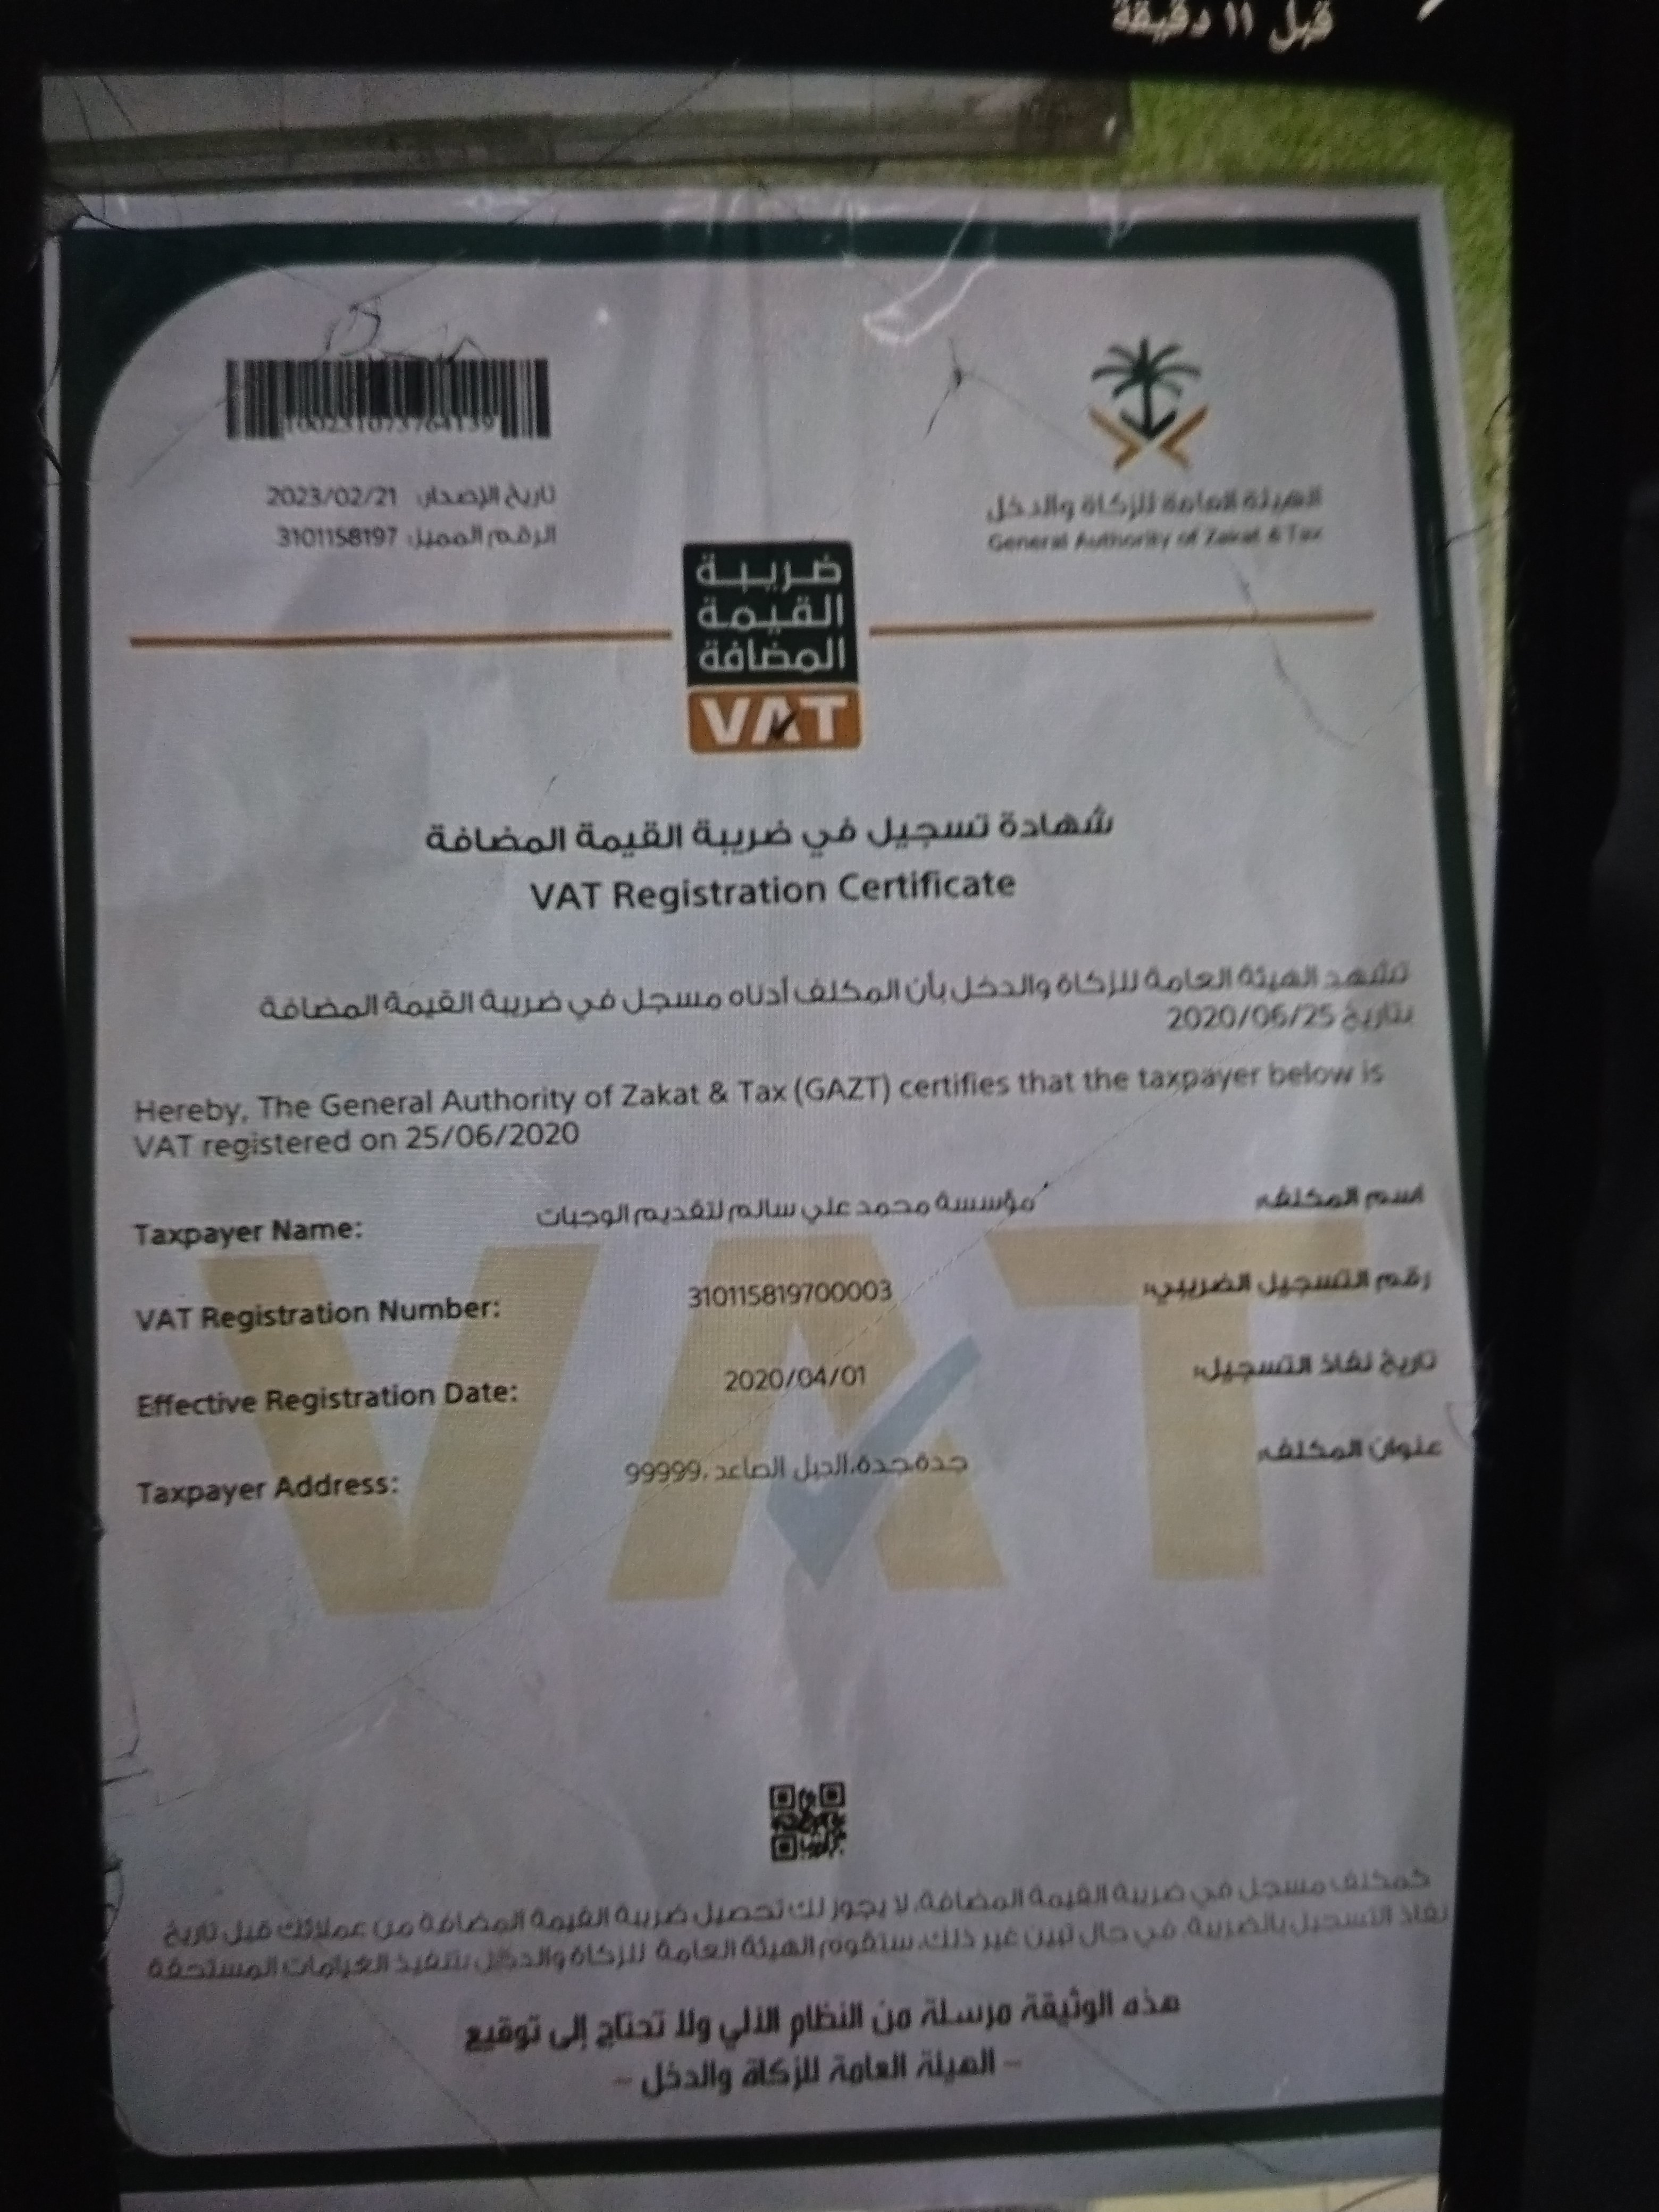 قبل ١١ دقيقة
100231073764139
تاريخ الإصدار: 2023/02/21
الرقم المميز: 3101158197
الهيئة العامة للزكاة والدخل
General Authority of Zakat & Tax
ضريبة
القيمة
المضافة
VAT
شهادة تسجيل في ضريبة القيمة المضافة
VAT Registration Certificate
تشهد الهيئة العامة للزكاة والدخل بأن المكلف أدناه مسجل في ضريبة القيمة المضافة
بتاريخ 2020/06/25
Hereby, The General Authority of Zakat & Tax (GAZT) certifies that the taxpayer below is
VAT registered on 25/06/2020
Taxpayer Name: مؤسسة محمد علي سالم لتقديم الوجبات اسم المكلف:
VAT Registration Number: 310115819700003 رقم التسجيل الضريبي:
Effective Registration Date: 2020/04/01 تاريخ نفاذ التسجيل:
Taxpayer Address: جدة،جدة،الحبل الصاعد،99999 عنوان المكلف:
VAT
كمكلف مسجل في ضريبة القيمة المضافة، لا يجوز لك تحصيل ضريبة القيمة المضافة من عملائك قبل تاريخ
نفاذ التسجيل بالضريبة. في حال تبين غير ذلك، ستقوم الهيئة العامة للزكاة والدخل بتنفيذ الغرامات المستحقة
هذه الوثيقة مرسلة من النظام الآلي ولا تحتاج إلى توقيع
– الهيئة العامة للزكاة والدخل –